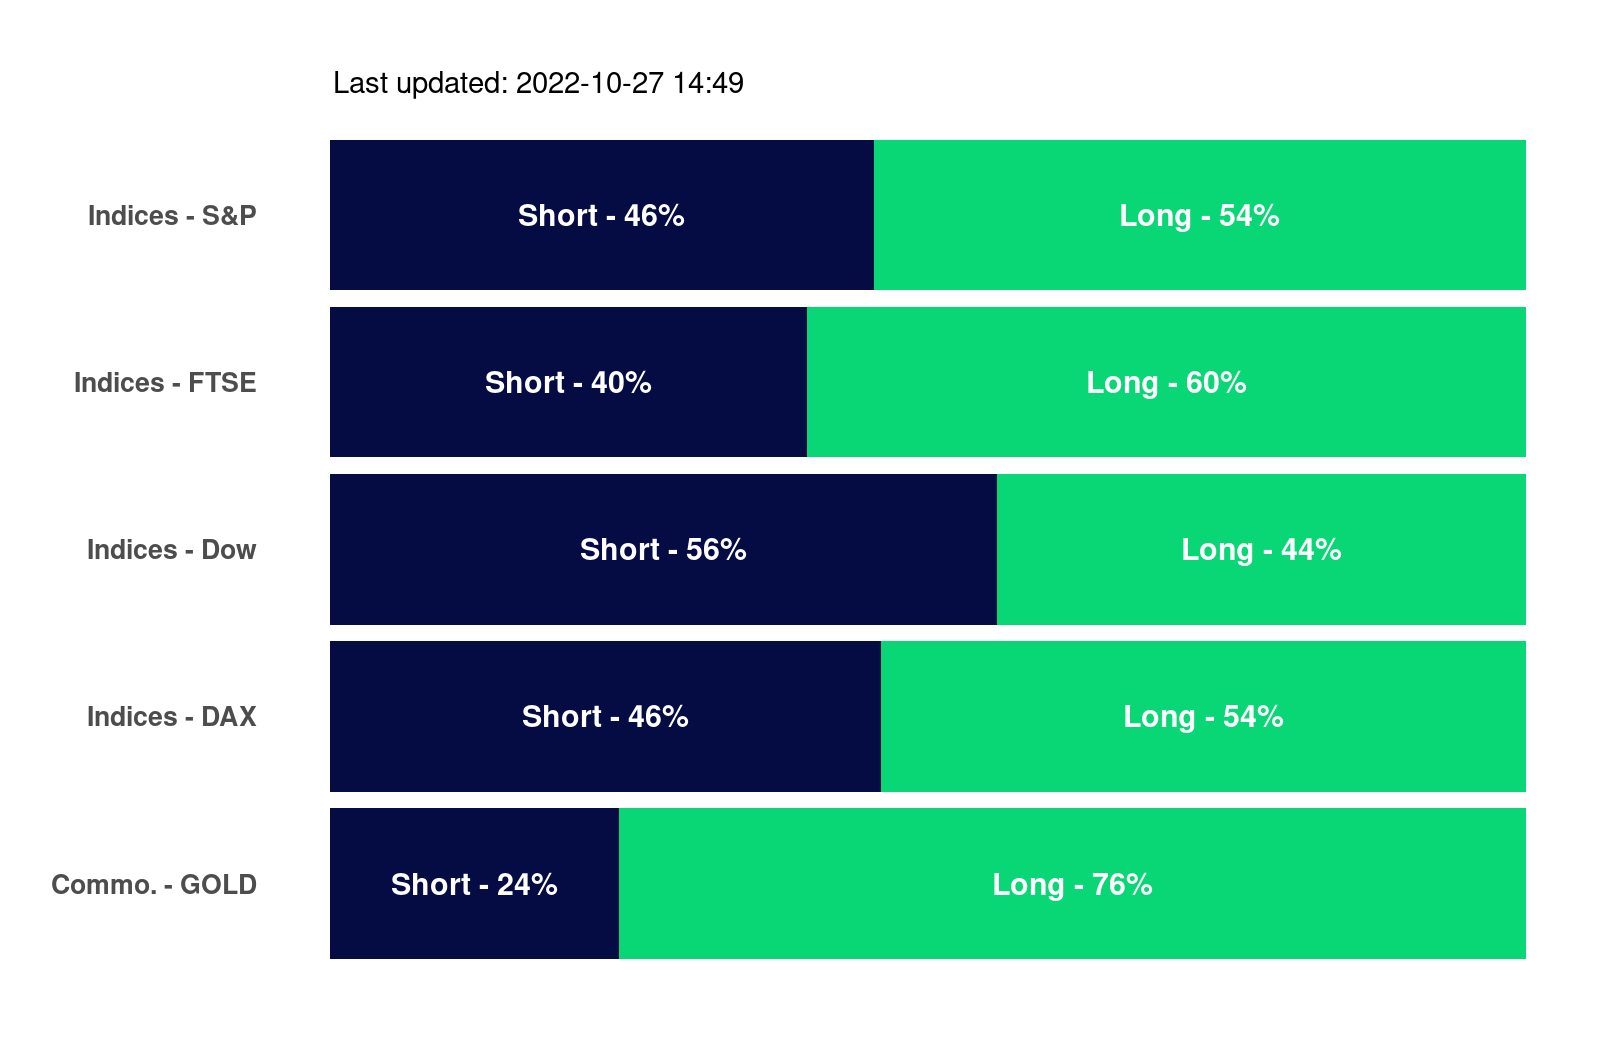 Last updated: 2022-10-27 14:49
Indices - S&P Short - 46% Long - 54%
Indices - FTSE Short - 40% Long - 60%
Indices - Dow Short - 56% Long - 44%
Indices - DAX Short - 46% Long - 54%
Commo. - GOLD Short - 24% Long - 76%